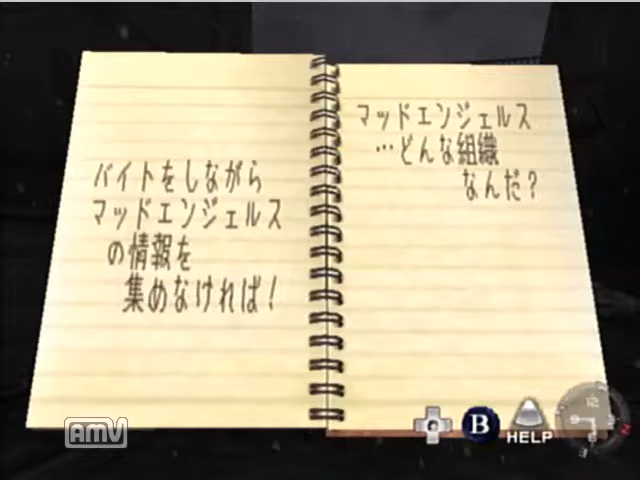 バイトをしながら
マッドエンジェルス
の情報を
集めなければ！
マッドエンジェルス
…どんな組織
なんだ？
B
HELP
AMV